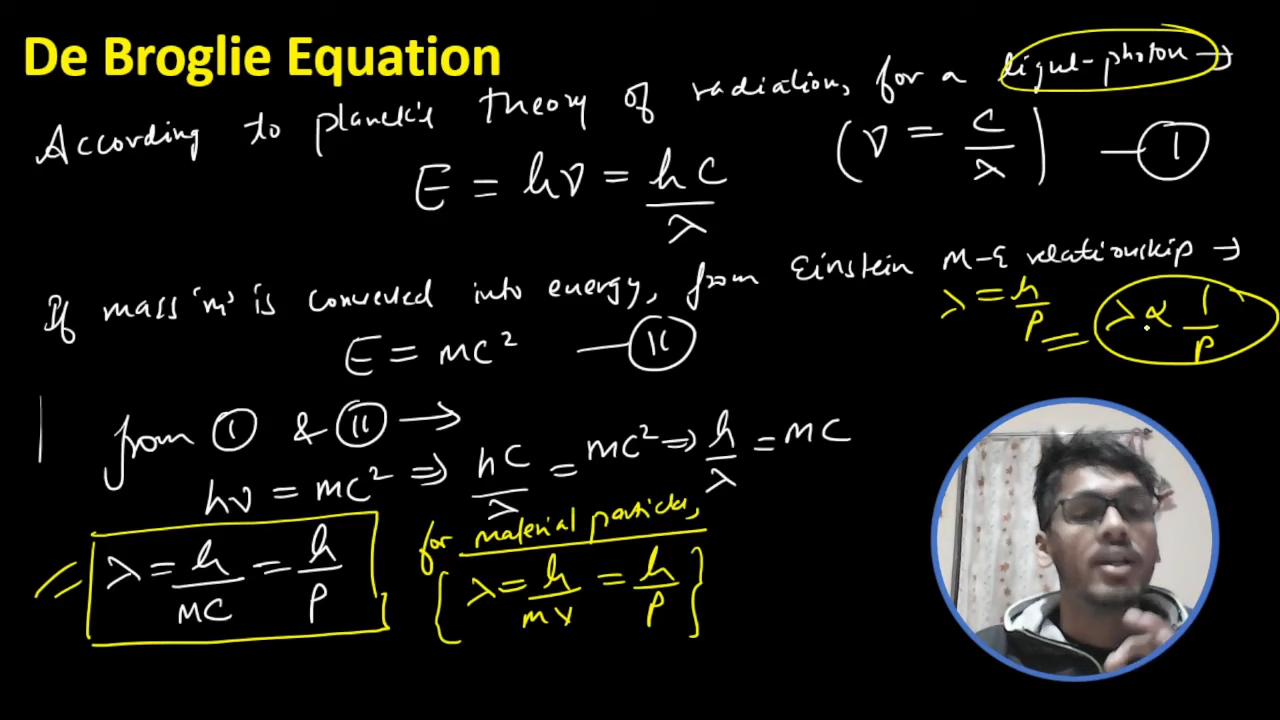 De Broglie Equation
According to planck's theory of radiation, for a light-photon →
E = hν = hc/λ (ν = c/λ) — I
If mass 'm' is converted into energy, from Einstein M-E relationship →
λ = h/p = λ ∝ 1/p
E = mc² — II
from I & II →
hν = mc² ⇒ hc/λ = mc² ⇒ h/λ = mc
for material particles,
λ = h/mc = h/p [λ = h/mv = h/p]